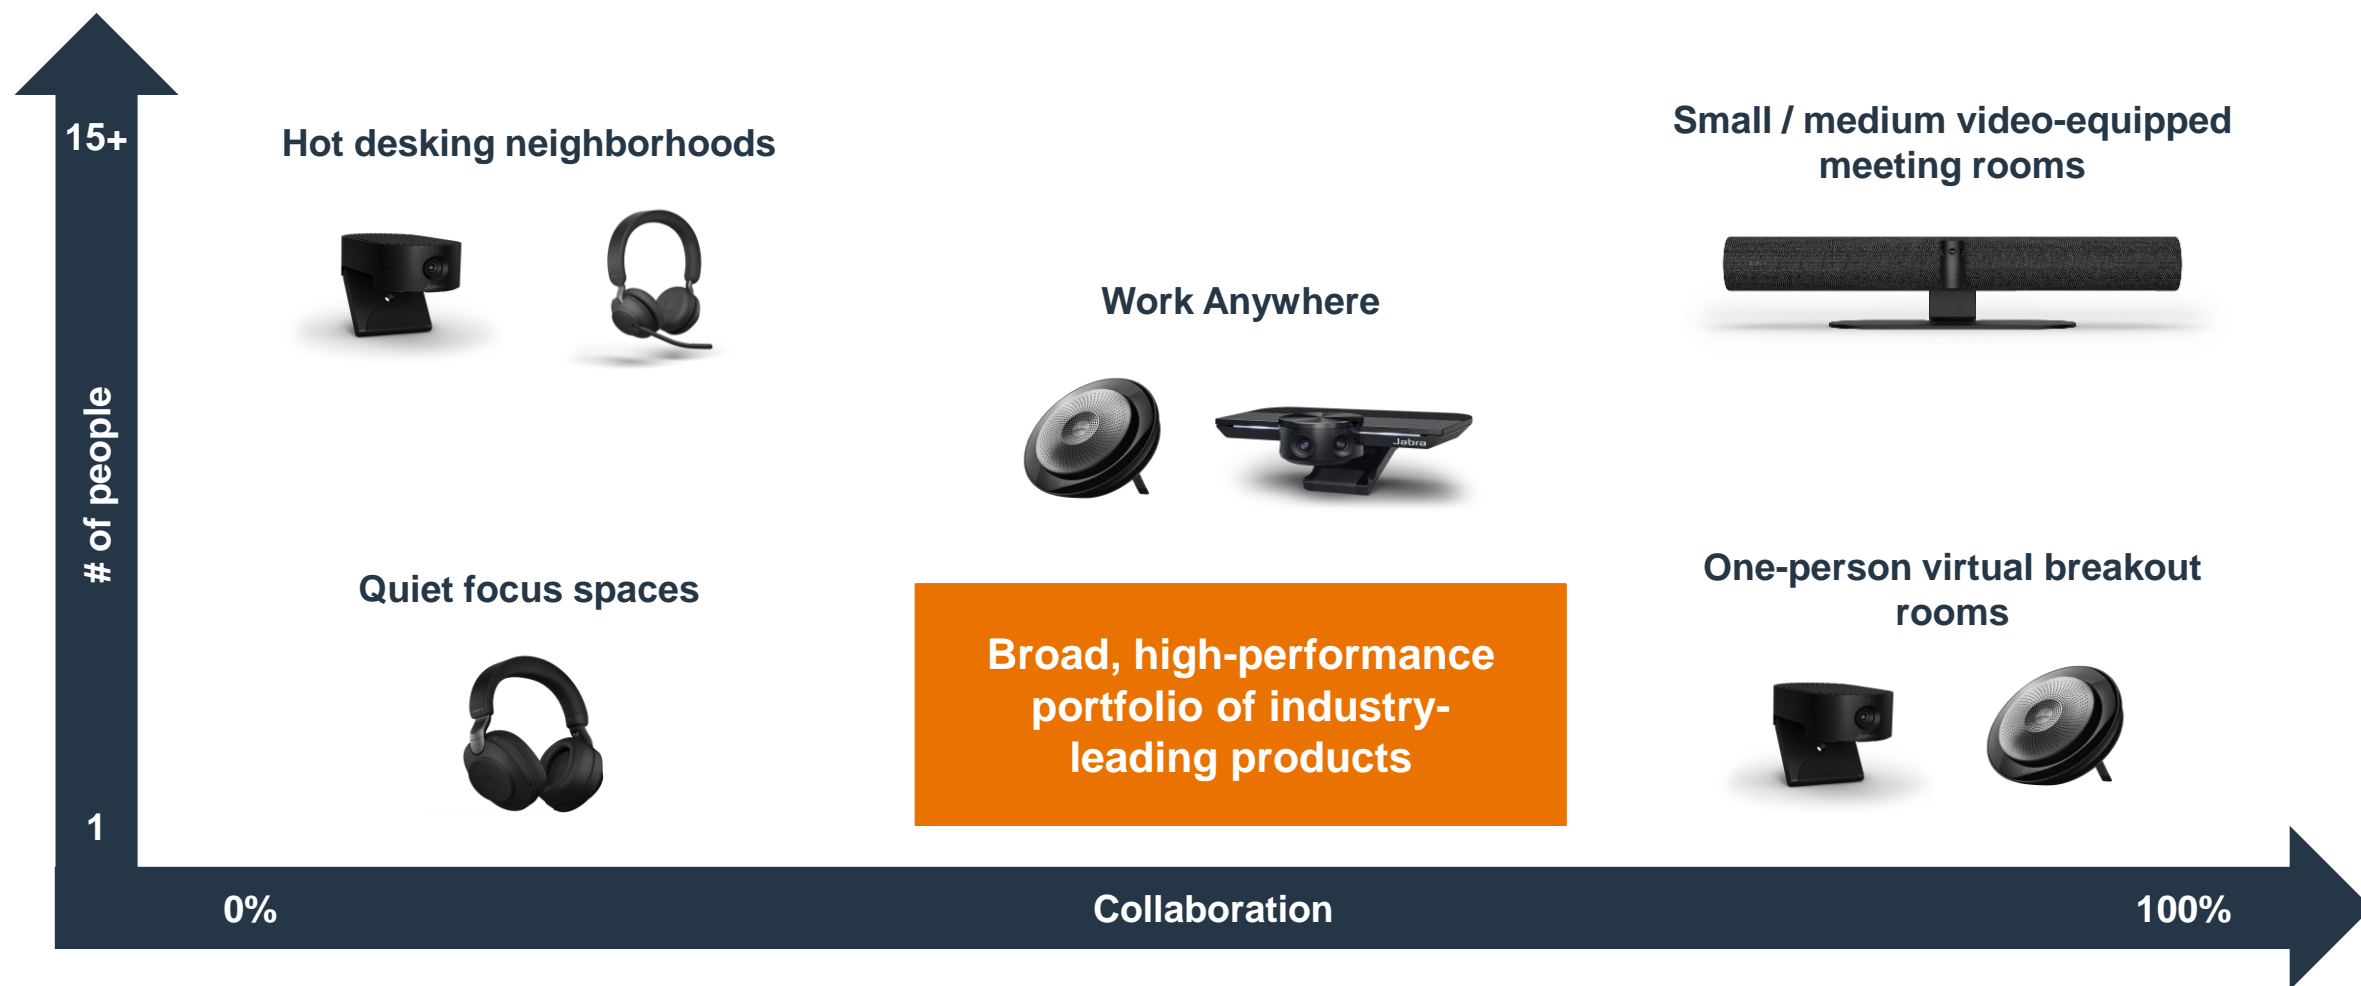 15+
Hot desking neighborhoods
Small / medium video-equipped
meeting rooms
Work Anywhere
Jabra
# of people
Quiet focus spaces
One-person virtual breakout
rooms
Broad, high-performance
portfolio of industry-
leading products
1
0%
Collaboration
100%